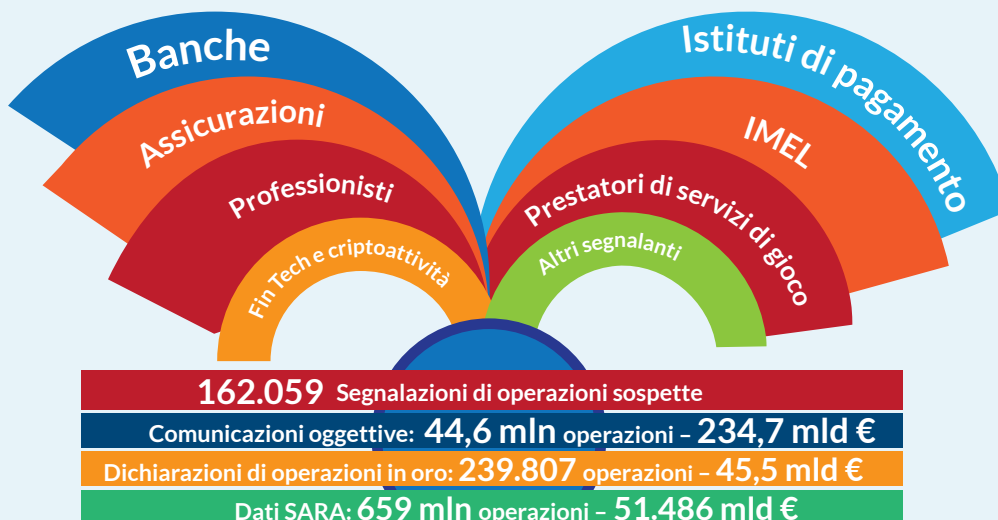 Banche
Assicurazioni
Professionisti
Fin Tech e criptoattività
Istituti di pagamento
IMEL
Prestatori di servizi di gioco
Altri segnalanti
162.059 Segnalazioni di operazioni sospette
Comunicazioni oggettive: 44,6 mln operazioni – 234,7 mld €
Dichiarazioni di operazioni in oro: 239.807 operazioni – 45,5 mld €
Dati SARA: 659 mln operazioni – 51.486 mld €